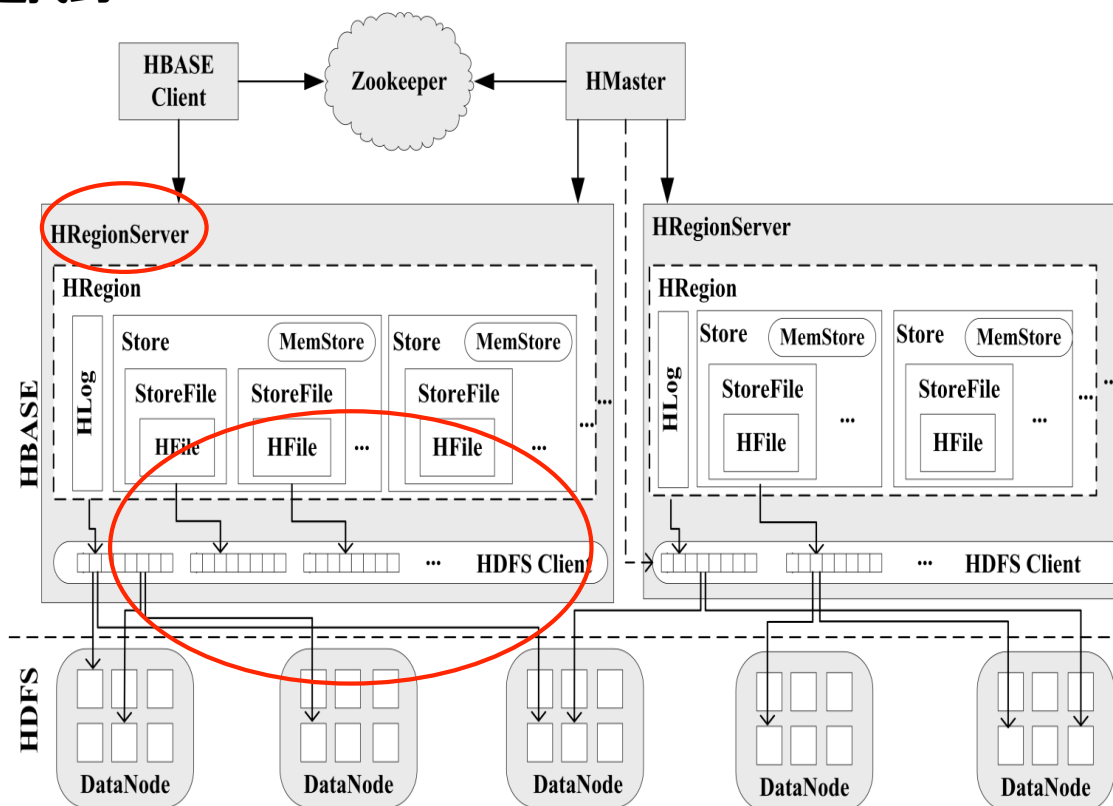 HBASE
Client
Zookeeper
HMaster
HRegionServer
HRegionServer
HRegion
HRegion
HBASE
HLog
Store
MemStore
Store
MemStore
StoreFile
StoreFile
StoreFile
HFile
HFile
...
HFile
...
...
...
HLog
Store
MemStore
Store
MemStore
StoreFile
StoreFile
HFile
...
HFile
...
...
...
...
HDFS Client
...
HDFS Client
HDFS
DataNode
DataNode
DataNode
DataNode
DataNode